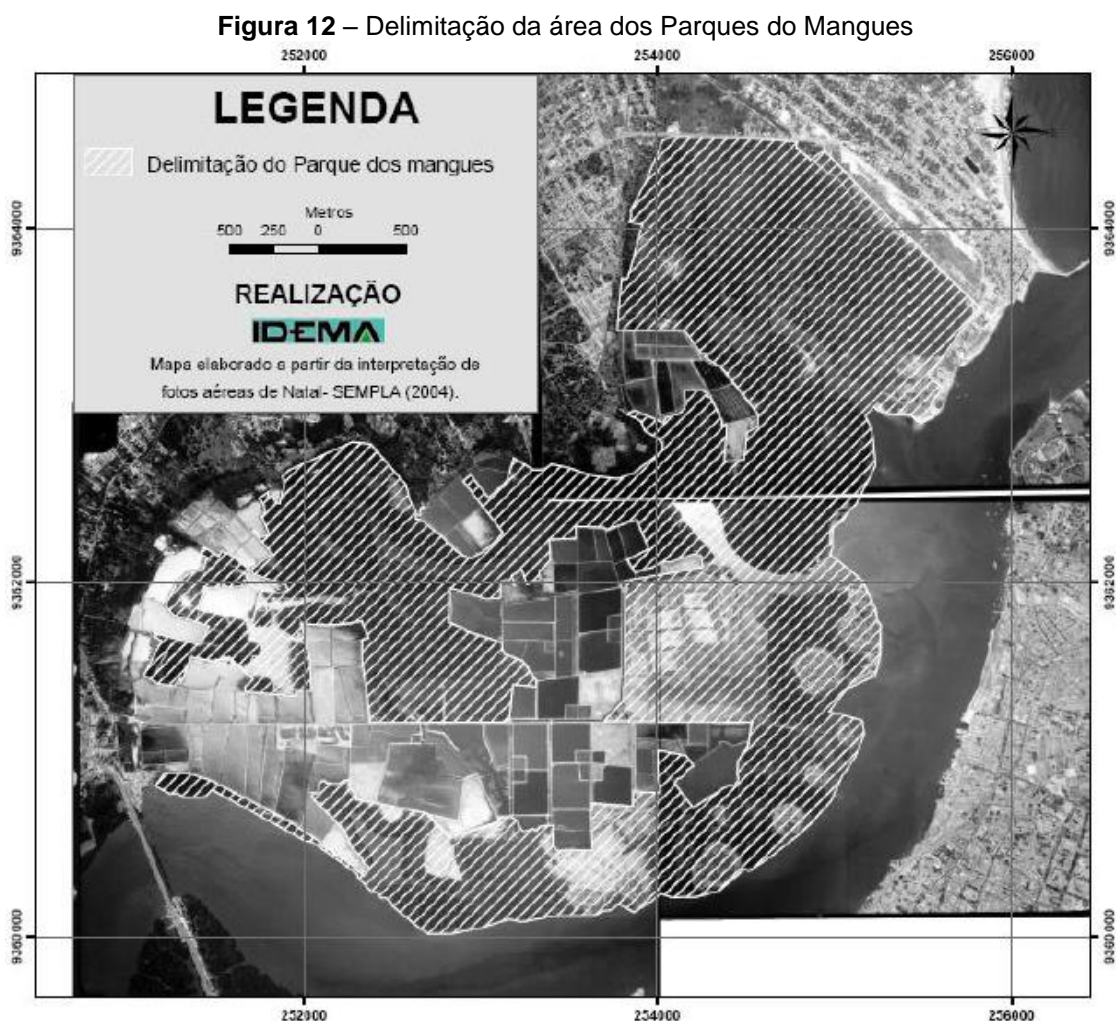 Figura 12 – Delimitação da área dos Parques do Mangues
252000 254000 256000
LEGENDA
Delimitação do Parque dos mangues
Metros
500 250 0 500
REALIZAÇÃO
IDEMA
Mapa elaborado a partir da interpretação de
fotos aéreas de Natal- SEMPLA (2004).
9364000 9364000
9362000 9362000
9360000 9360000
252000 254000 256000